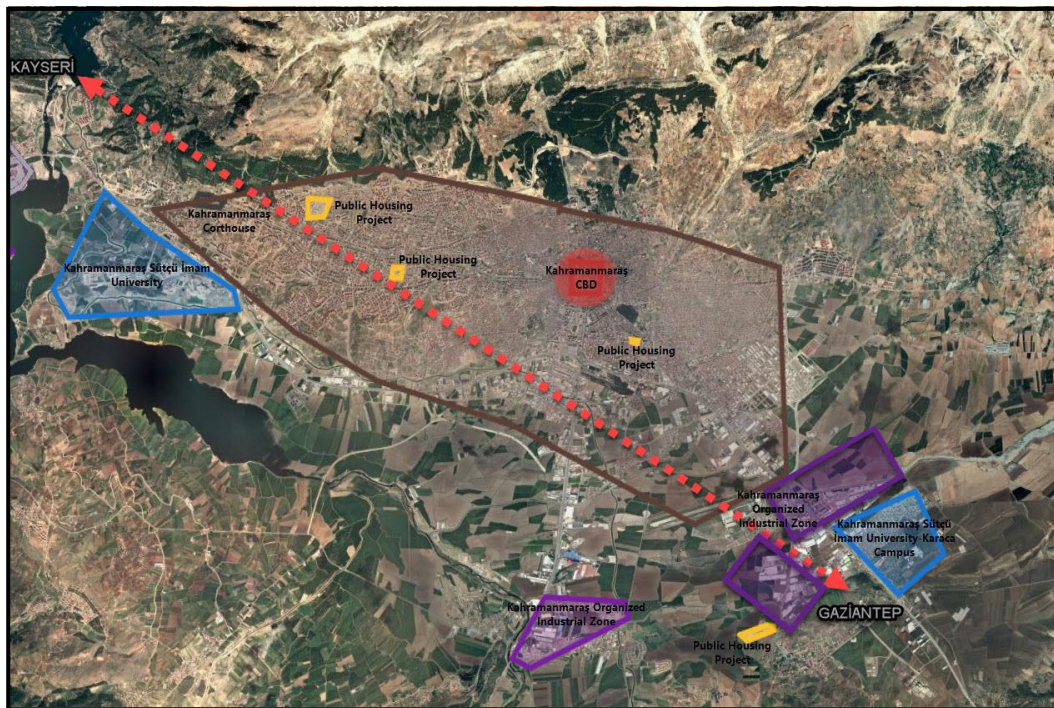 KAYSERİ
Kahramanmaraş
Corthouse
Public Housing
Project
Kahramanmaraş Sütçü İmam
University
Public Housing
Project
Kahramanmaraş
CBD
Public Housing
Project
Kahramanmaraş
Organized
Industrial Zone
Kahramanmaraş Sütçü
İmam University-Karaca
Campus
Kahramanmaraş Organized
Industrial Zone
GAZİANTEP
Public Housing
Project